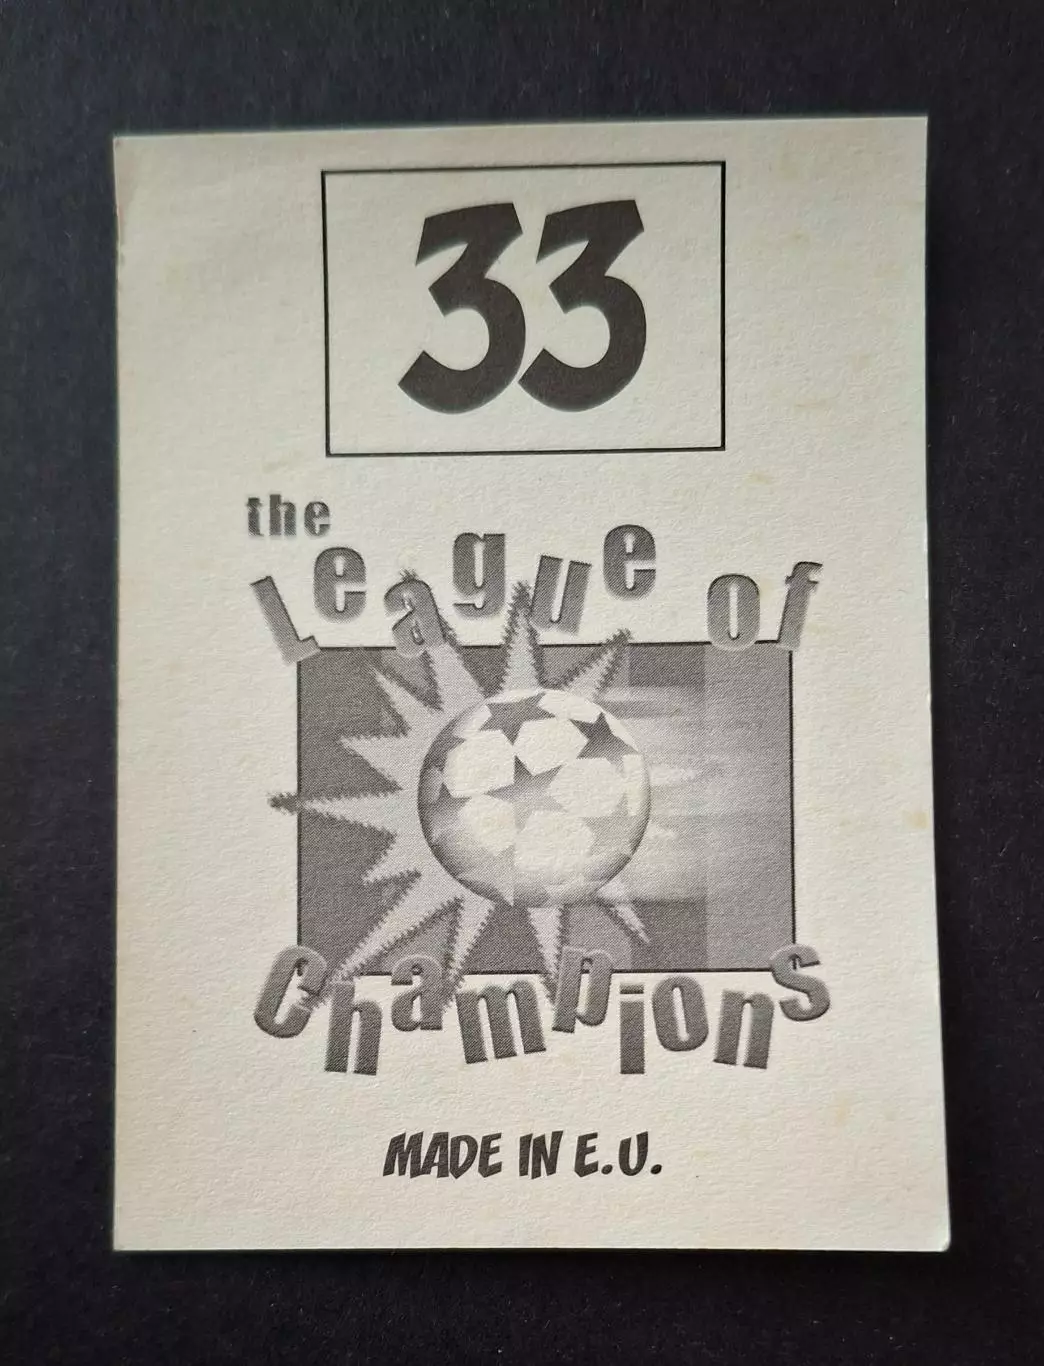 33
the
League of
Champions
MADE IN E.U.